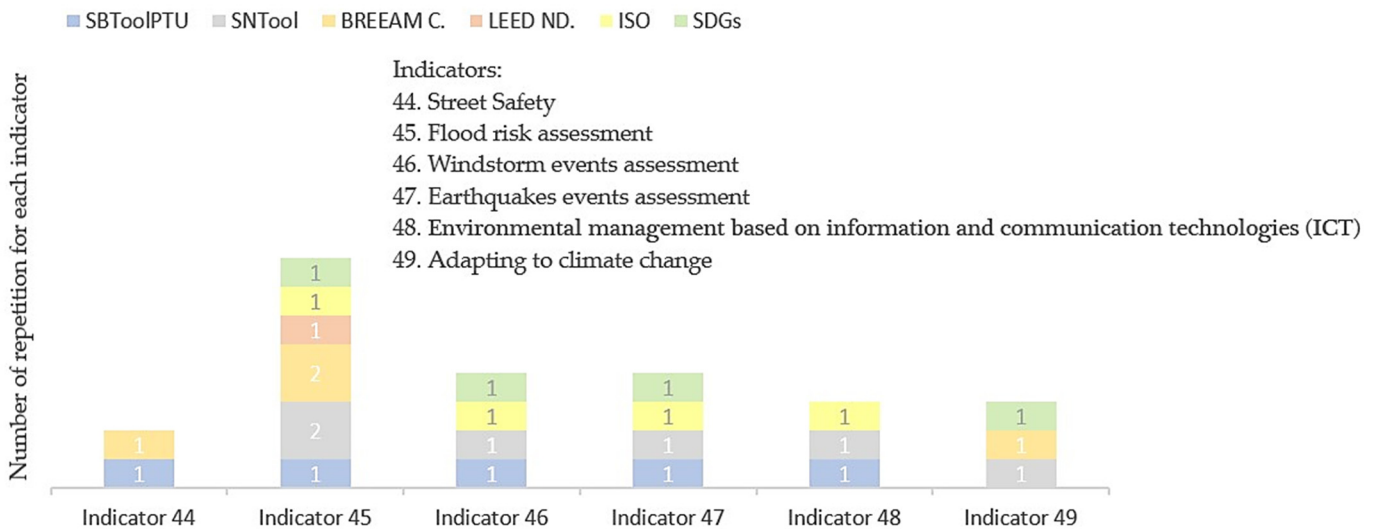 SBToolPTU SNTool BREEAM C. LEED ND. ISO SDGs
Number of repetition for each indicator
Indicators:
44. Street Safety
45. Flood risk assessment
46. Windstorm events assessment
47. Earthquakes events assessment
48. Environmental management based on information and communication technologies (ICT)
49. Adapting to climate change
1
1
1
2
1 1
1 1 1
2 1 1 1 1
1 1 1 1 1
1 1 1 1 1 1
Indicator 44 Indicator 45 Indicator 46 Indicator 47 Indicator 48 Indicator 49